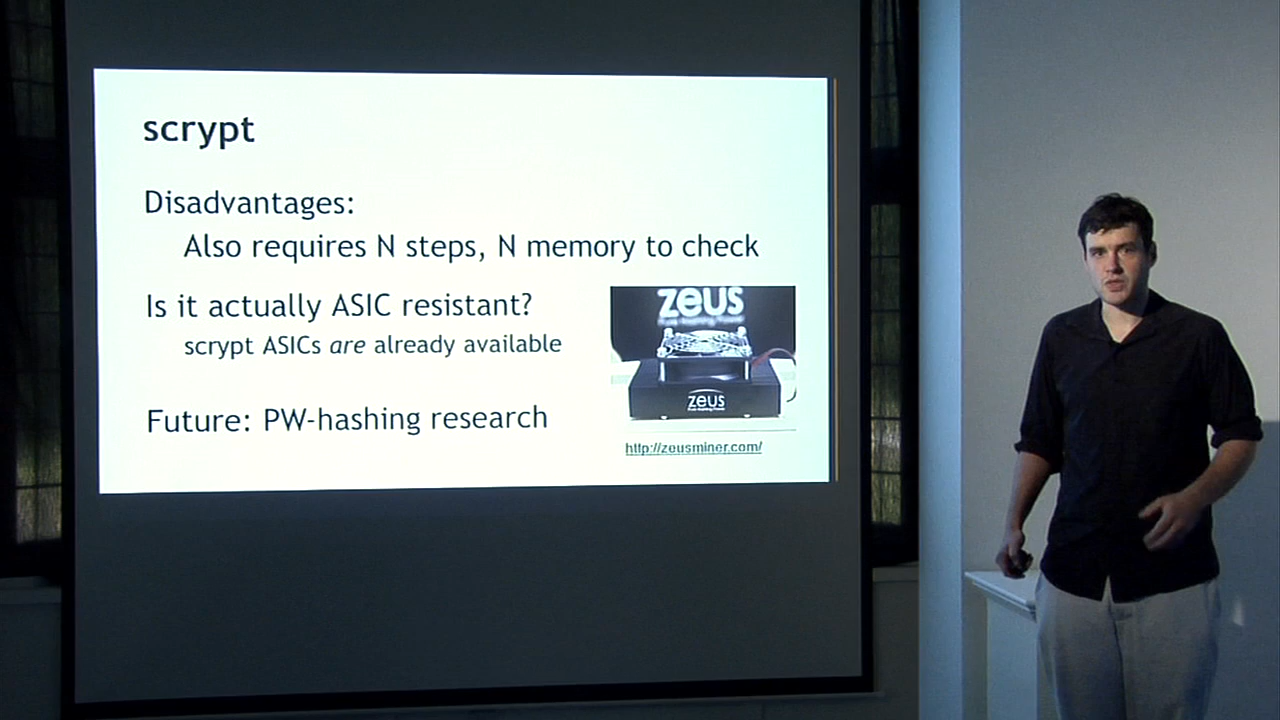 scrypt
Disadvantages:
Also requires N steps, N memory to check
Is it actually ASIC resistant?
scrypt ASICs are already available
Future: PW-hashing research
zeus
zeus
http://zeusminer.com/